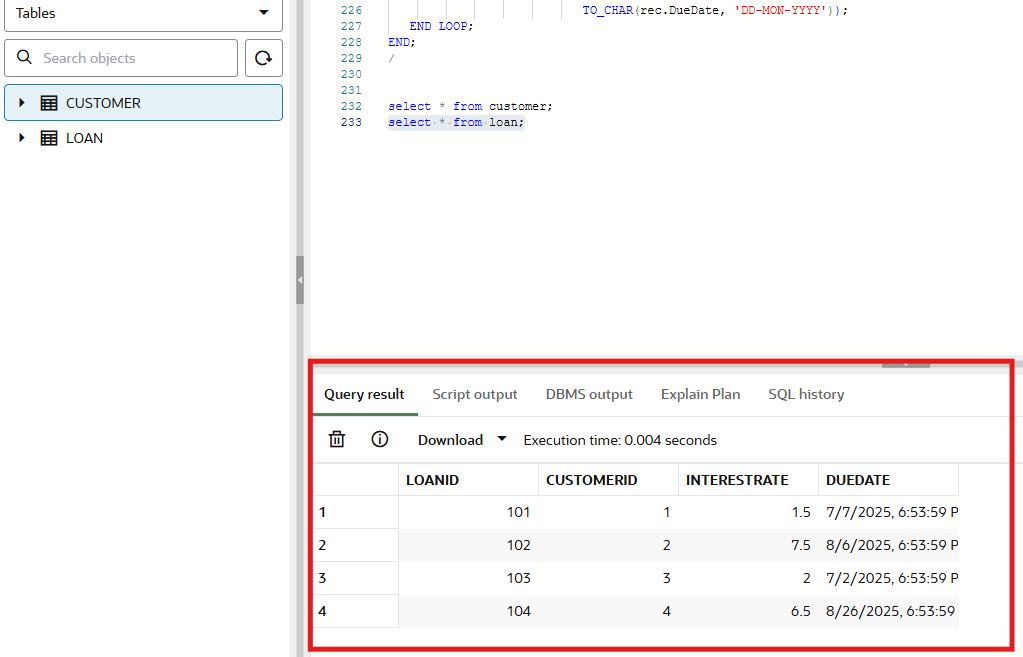 Tables
Search objects
CUSTOMER
LOAN
226 TO_CHAR(rec.DueDate, 'DD-MON-YYYY'));
227 END LOOP;
228 END;
229 /
230
231
232 select * from customer;
233 select * from loan;
Query result Script output DBMS output Explain Plan SQL history
Download Execution time: 0.004 seconds
LOANID CUSTOMERID INTERESTRATE DUEDATE
1 101 1 1.5 7/7/2025, 6:53:59 P
2 102 2 7.5 8/6/2025, 6:53:59 P
3 103 3 2 7/2/2025, 6:53:59 P
4 104 4 6.5 8/26/2025, 6:53:59